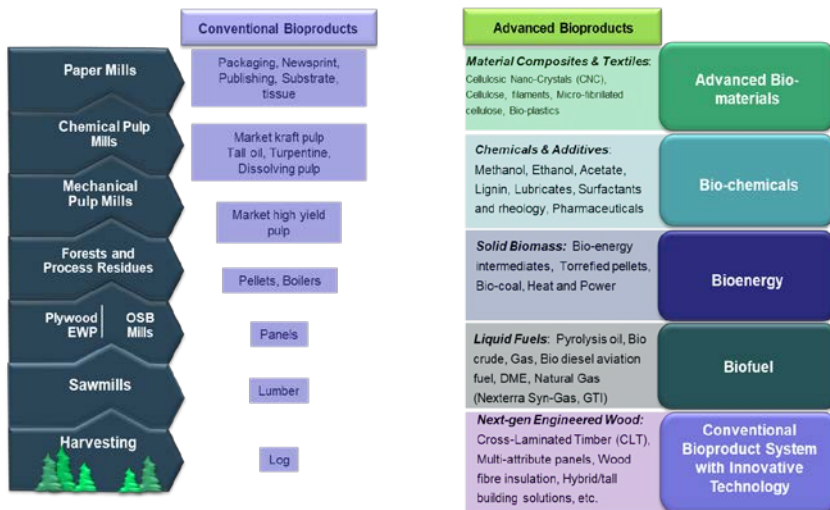 Conventional Bioproducts
Paper Mills
Packaging, Newsprint,
Publishing, Substrate,
tissue
Chemical Pulp
Mills
Market kraft pulp
Tall oil, Turpentine,
Dissolving pulp
Mechanical
Pulp Mills
Market high yield
pulp
Forests and
Process Residues
Pellets, Boilers
Plywood
EWP
OSB
Mills
Panels
Sawmills
Lumber
Harvesting
Log
Advanced Bioproducts
Material Composites & Textiles:
Cellulosic Nano-Crystals (CNC),
Cellulose, filaments, Micro-fibrilated
cellulose, Bio-plastics
Advanced Bio-
materials
Chemicals & Additives:
Methanol, Ethanol, Acetate,
Lignin, Lubricates, Surfactants
and rheology, Pharmaceuticals
Bio-chemicals
Solid Biomass: Bio-energy
intermediates, Torrefied pellets,
Bio-coal, Heat and Power
Bioenergy
Liquid Fuels: Pyrolysis oil, Bio
crude, Gas, Bio diesel aviation
fuel, DME, Natural Gas
(Nexterra Syn-Gas, GTI)
Biofuel
Next-gen Engineered Wood:
Cross-Laminated Timber (CLT),
Multi-attribute panels, Wood
fibre insulation, Hybrid/tall
building solutions, etc.
Conventional
Bioproduct System
with Innovative
Technology